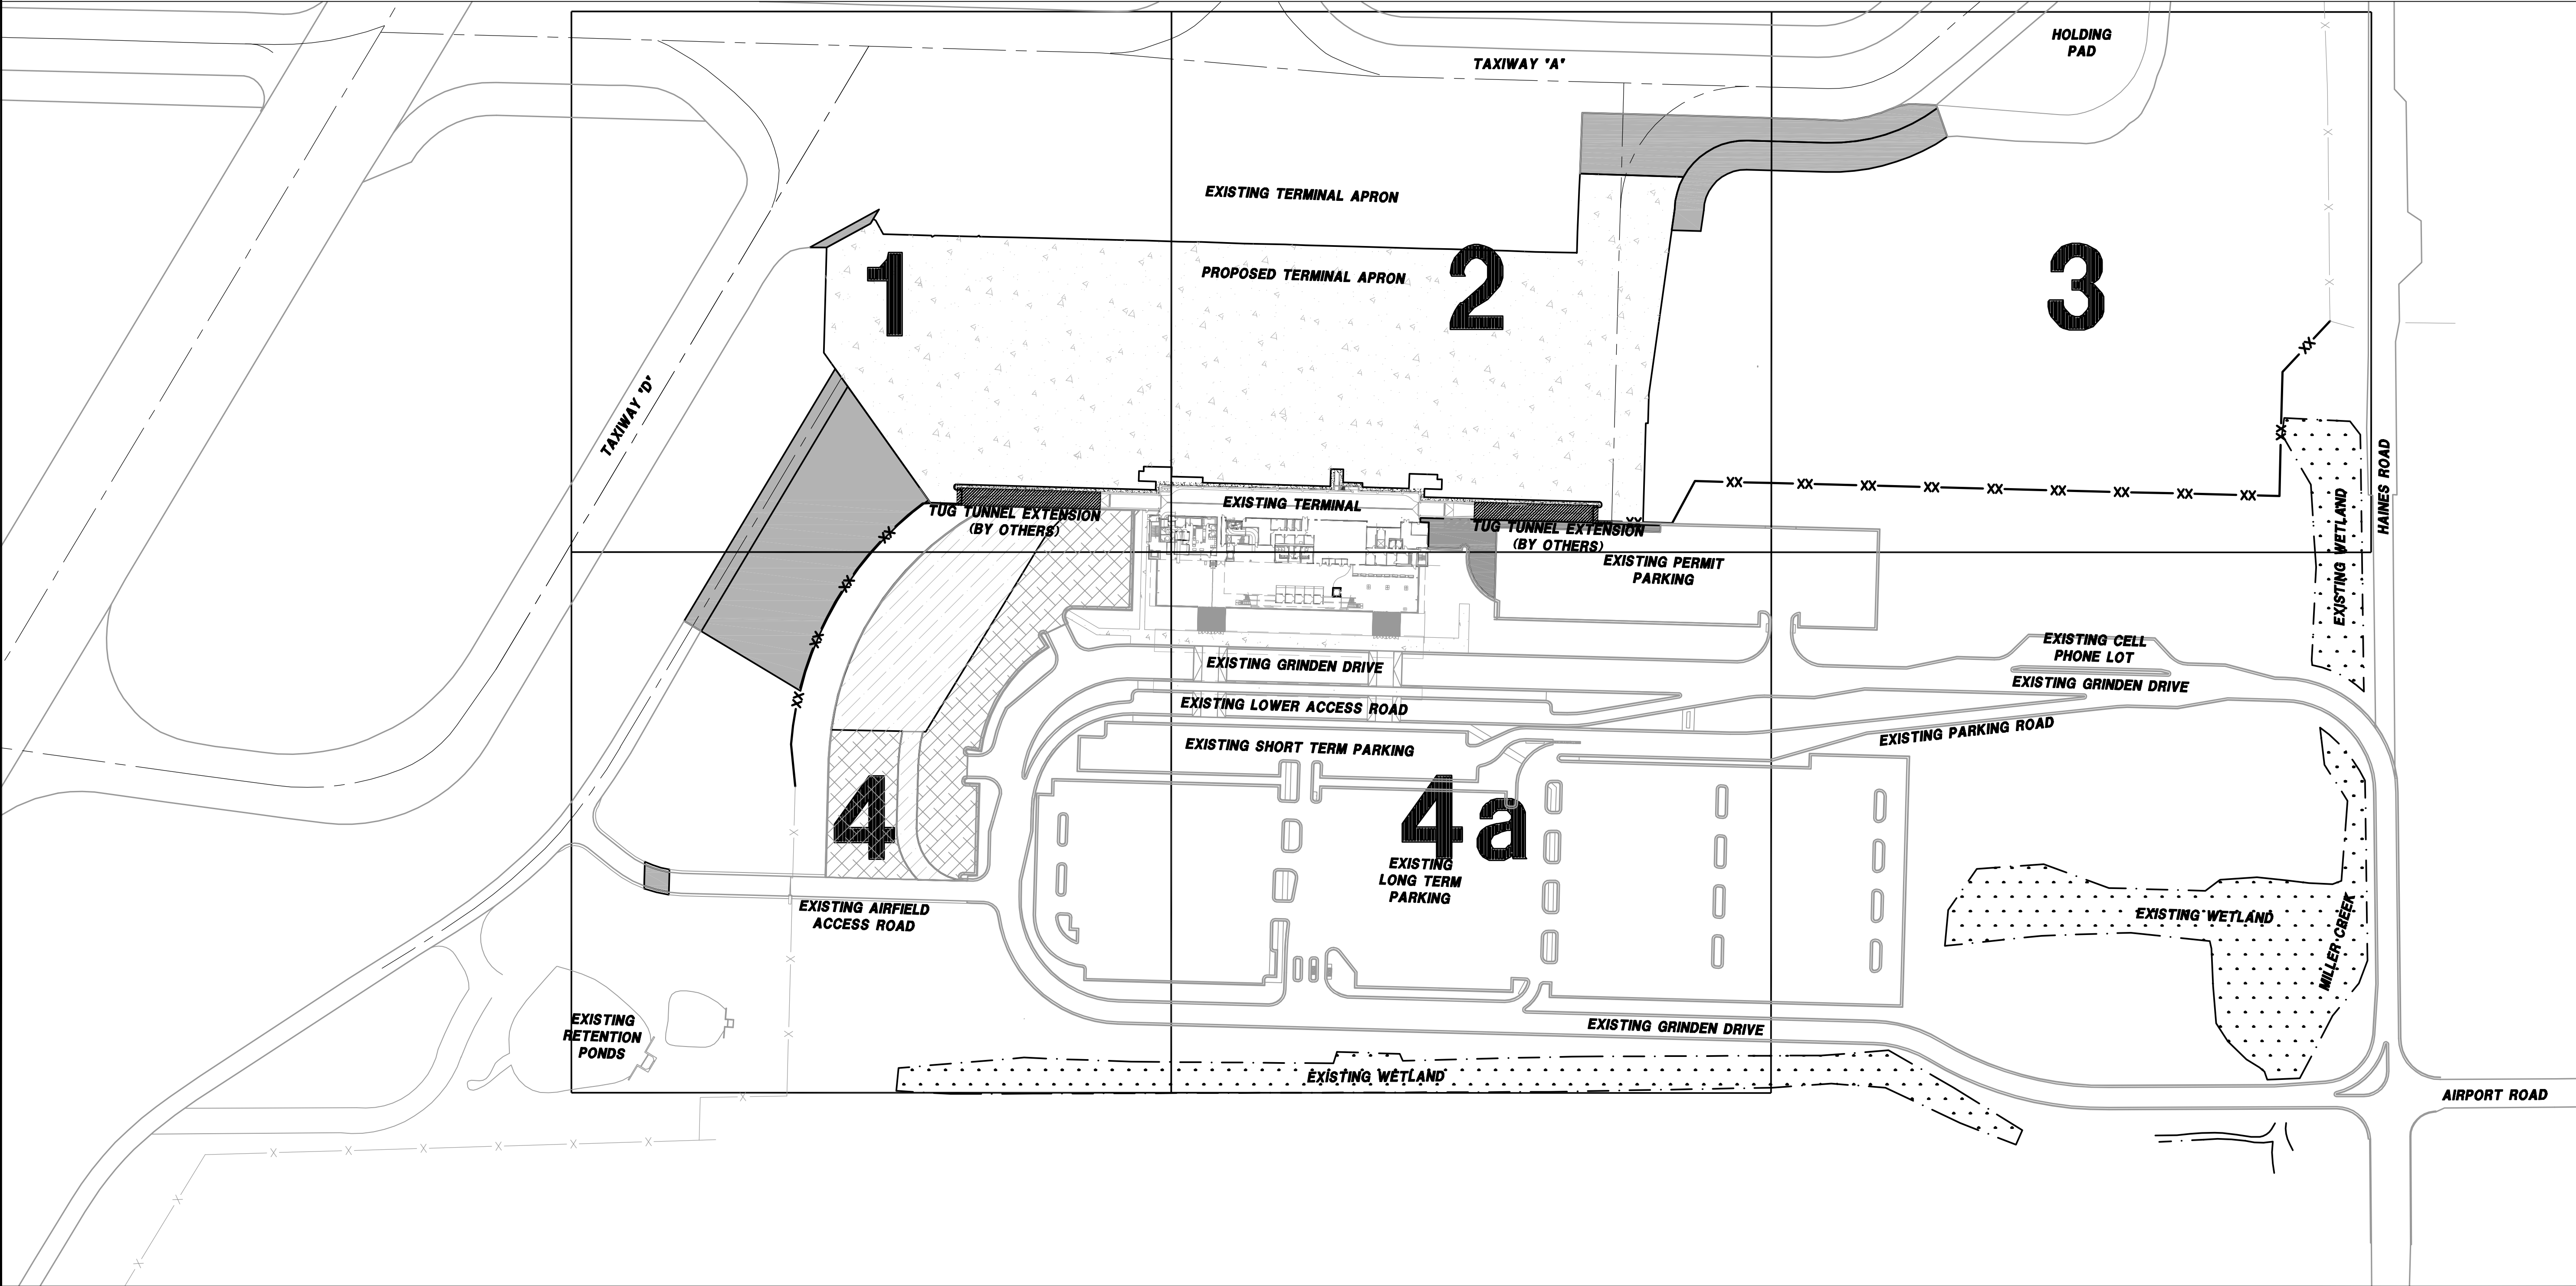 HOLDING
PAD
TAXIWAY "A"
EXISTING TERMINAL APRON
PROPOSED TERMINAL APRON
1
2
3
TAXIWAY "D"
HAINES ROAD
EXISTING WETLAND
EXISTING TERMINAL
TUG TUNNEL EXTENSION
(BY OTHERS)
TUG TUNNEL EXTENSION
(BY OTHERS)
EXISTING PERMIT
PARKING
EXISTING CELL
PHONE LOT
EXISTING GRINDEN DRIVE
EXISTING GRINDEN DRIVE
EXISTING LOWER ACCESS ROAD
EXISTING PARKING ROAD
EXISTING SHORT TERM PARKING
4
4a
EXISTING
LONG TERM
PARKING
EXISTING AIRFIELD
ACCESS ROAD
EXISTING WETLAND
MILLER CREEK
EXISTING
RETENTION
PONDS
EXISTING GRINDEN DRIVE
EXISTING WETLAND
AIRPORT ROAD